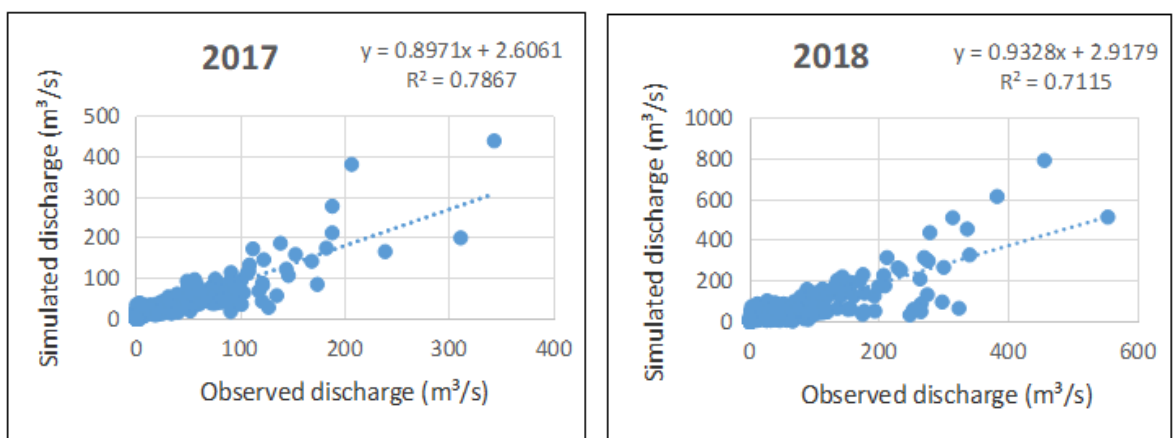 2017
y = 0.8971x + 2.6061
R² = 0.7867
Simulated discharge (m³/s)
500
400
300
200
100
0
0 100 200 300 400
Observed discharge (m³/s)
2018
y = 0.9328x + 2.9179
R² = 0.7115
Simulated discharge (m³/s)
1000
800
600
400
200
0
0 200 400 600
Observed discharge (m³/s)